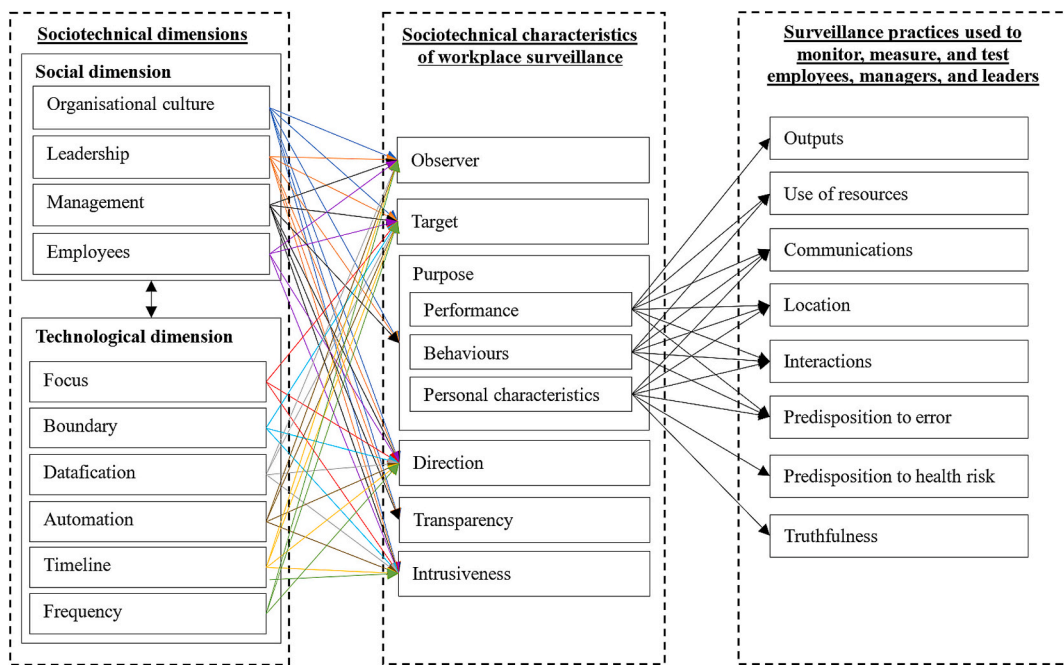 Sociotechnical dimensions
Social dimension
Organisational culture
Leadership
Management
Employees
Technological dimension
Focus
Boundary
Datafication
Automation
Timeline
Frequency
Sociotechnical characteristics
of workplace surveillance
Observer
Target
Purpose
Performance
Behaviours
Personal characteristics
Direction
Transparency
Intrusiveness
Surveillance practices used to
monitor, measure, and test
employees, managers, and leaders
Outputs
Use of resources
Communications
Location
Interactions
Predisposition to error
Predisposition to health risk
Truthfulness